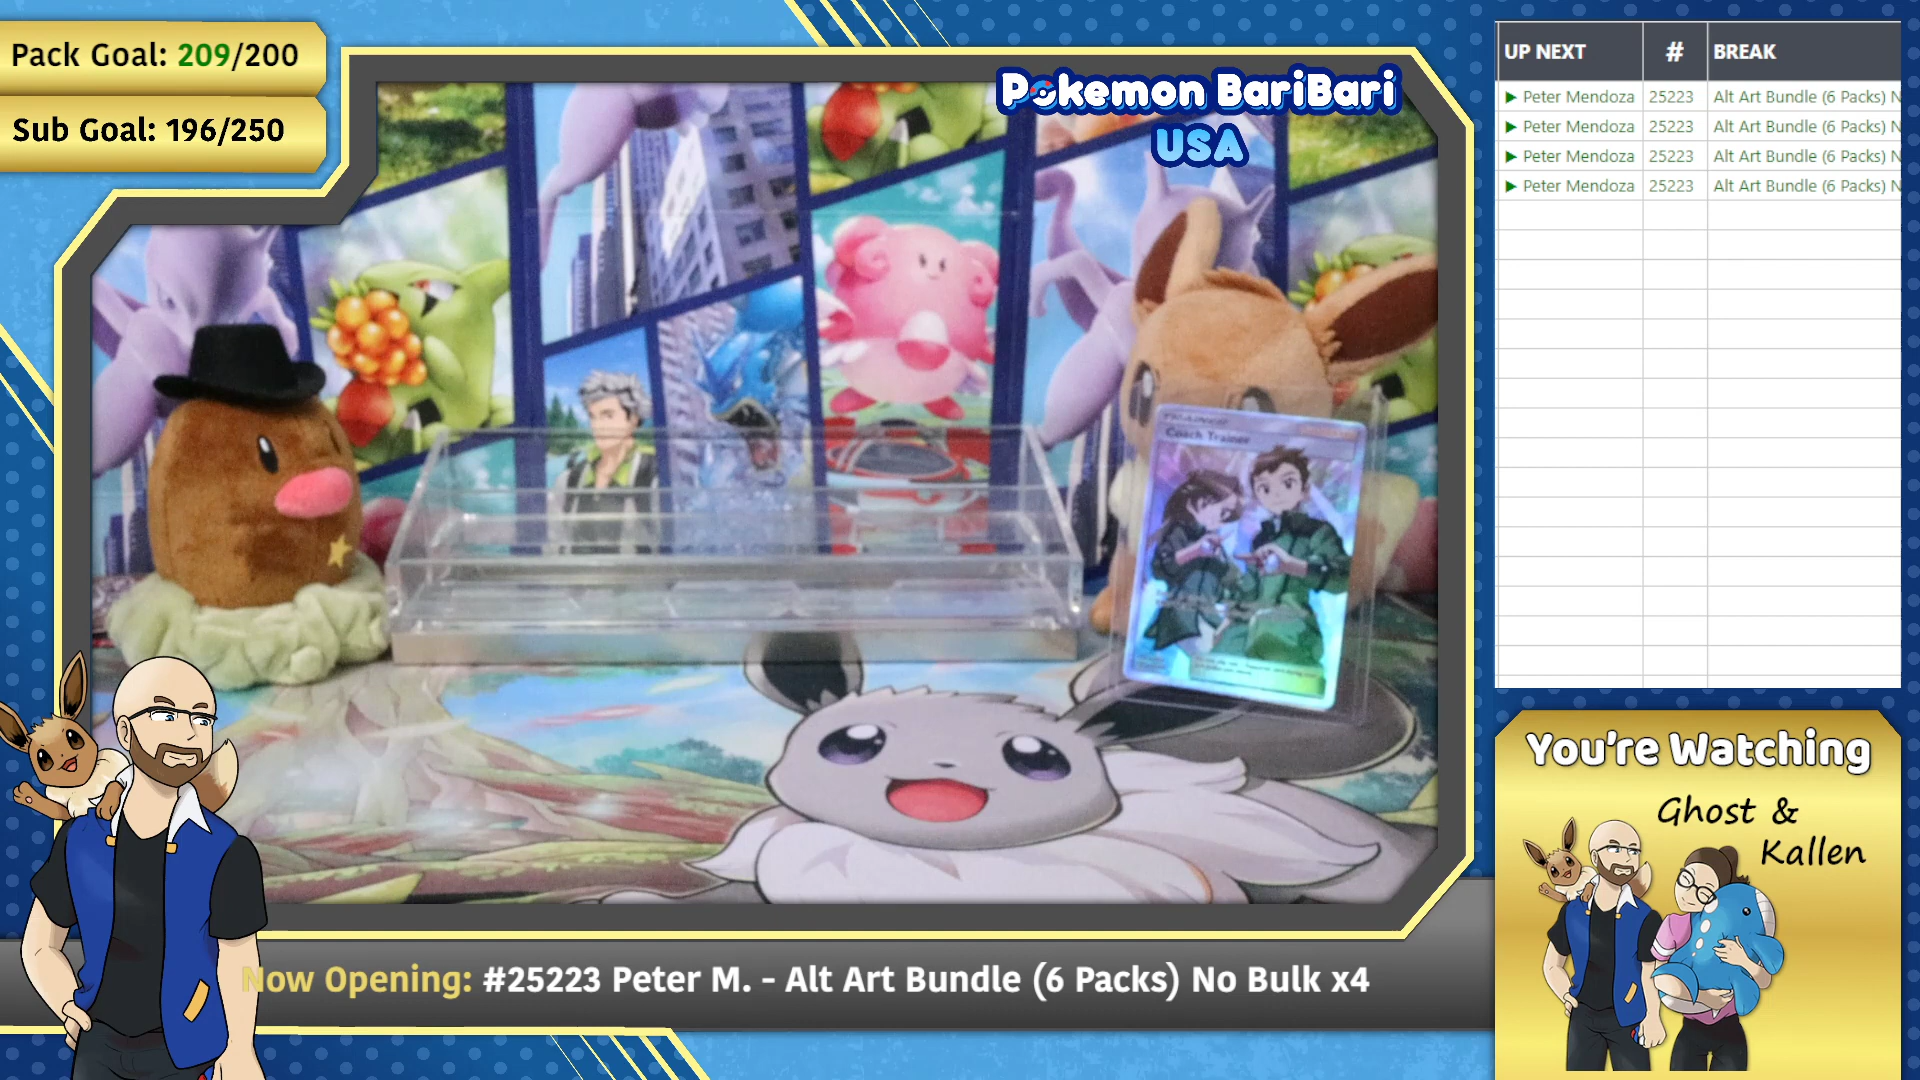 Pack Goal: 209/200
Sub Goal: 196/250
Pokemon BariBari
USA
UP NEXT # BREAK
Peter Mendoza 25223 Alt Art Bundle (6 Packs) N
Peter Mendoza 25223 Alt Art Bundle (6 Packs) N
Peter Mendoza 25223 Alt Art Bundle (6 Packs) N
Peter Mendoza 25223 Alt Art Bundle (6 Packs) N
Coach Trainer
You're Watching
Ghost &
Kallen
Now Opening: #25223 Peter M. - Alt Art Bundle (6 Packs) No Bulk x4